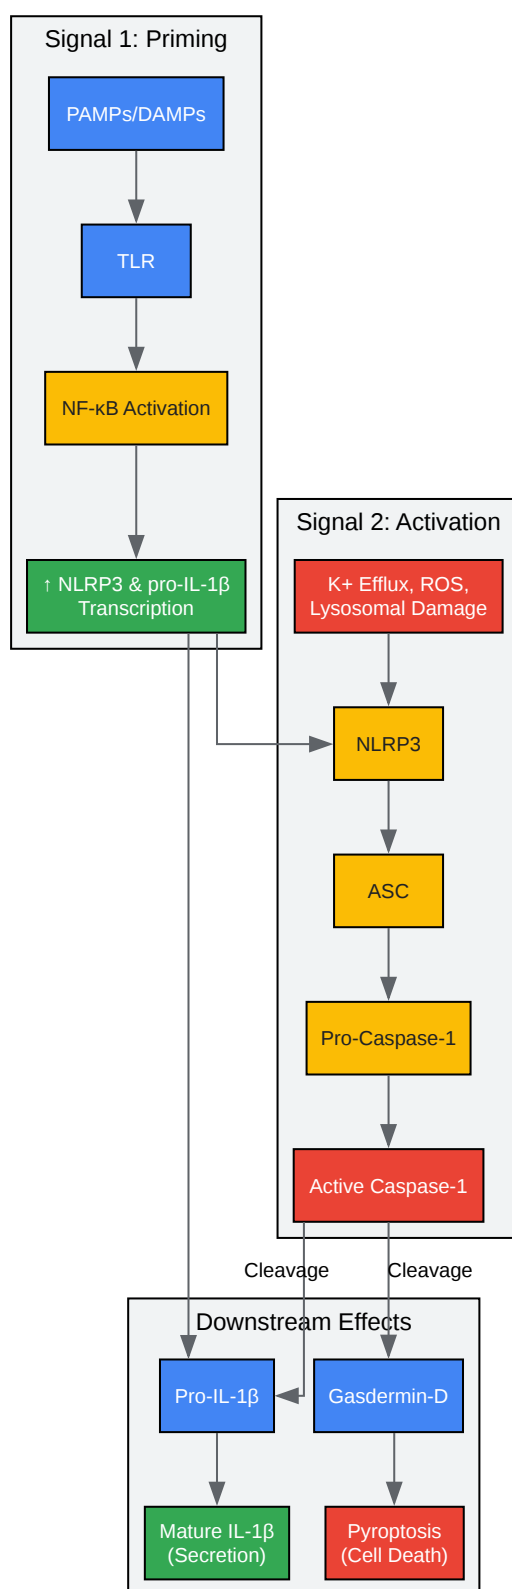 Signal 1: Priming
PAMPs/DAMPs
TLR
NF-κB Activation
↑ NLRP3 & pro-IL-1β
Transcription
Signal 2: Activation
K+ Efflux, ROS,
Lysosomal Damage
NLRP3
ASC
Pro-Caspase-1
Active Caspase-1
Cleavage
Cleavage
Downstream Effects
Pro-IL-1β
Gasdermin-D
Mature IL-1β
(Secretion)
Pyroptosis
(Cell Death)